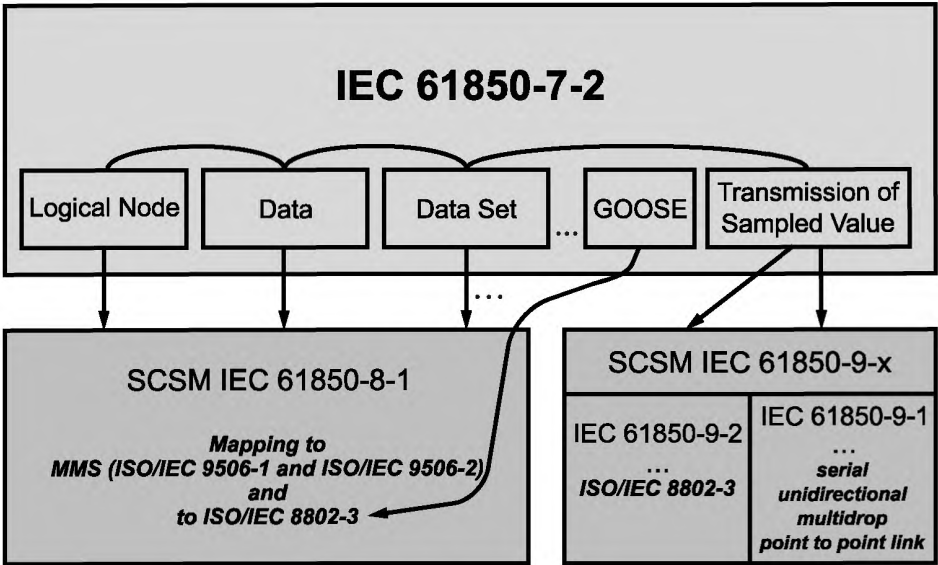 IEC 61850-7-2
Logical Node
Data
Data Set
...
GOOSE
Transmission of
Sampled Value
...
SCSM IEC 61850-8-1
Mapping to
MMS (ISO/IEC 9506-1 and ISO/IEC 9506-2)
and
to ISO/IEC 8802-3
SCSM IEC 61850-9-x
IEC 61850-9-2
...
ISO/IEC 8802-3
IEC 61850-9-1
...
serial
unidirectional
multidrop
point to point link